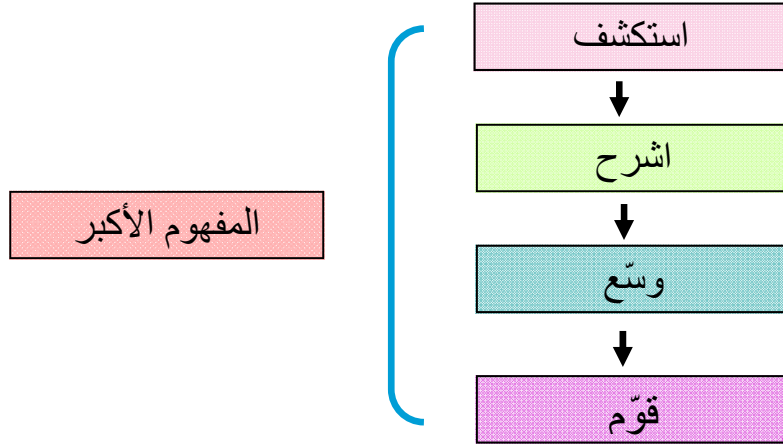 استكشف
اشرح
وسّع
قوّم
المفهوم الأكبر